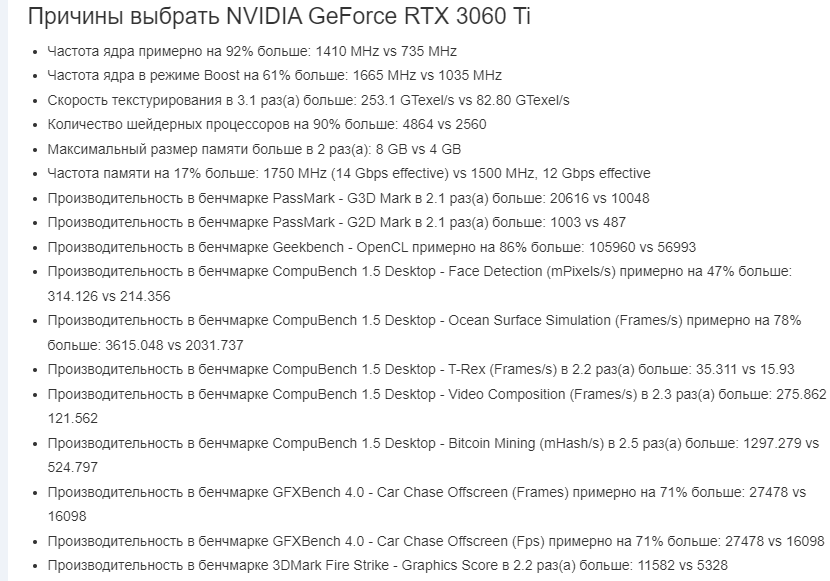 Причины выбрать NVIDIA GeForce RTX 3060 Ti
Частота ядра примерно на 92% больше: 1410 MHz vs 735 MHz
Частота ядра в режиме Boost на 61% больше: 1665 MHz vs 1035 MHz
Скорость текстурирования в 3.1 раз(а) больше: 253.1 GTexel/s vs 82.80 GTexel/s
Количество шейдерных процессоров на 90% больше: 4864 vs 2560
Максимальный размер памяти больше в 2 раз(а): 8 GB vs 4 GB
Частота памяти на 17% больше: 1750 MHz (14 Gbps effective) vs 1500 MHz, 12 Gbps effective
Производительность в бенчмарке PassMark - G3D Mark в 2.1 раз(а) больше: 20616 vs 10048
Производительность в бенчмарке PassMark - G2D Mark в 2.1 раз(а) больше: 1003 vs 487
Производительность в бенчмарке Geekbench - OpenCL примерно на 86% больше: 105960 vs 56993
Производительность в бенчмарке CompuBench 1.5 Desktop - Face Detection (mPixels/s) примерно на 47% больше:
314.126 vs 214.356
Производительность в бенчмарке CompuBench 1.5 Desktop - Ocean Surface Simulation (Frames/s) примерно на 78%
больше: 3615.048 vs 2031.737
Производительность в бенчмарке CompuBench 1.5 Desktop - T-Rex (Frames/s) в 2.2 раз(а) больше: 35.311 vs 15.93
Производительность в бенчмарке CompuBench 1.5 Desktop - Video Composition (Frames/s) в 2.3 раз(а) больше: 275.862
121.562
Производительность в бенчмарке CompuBench 1.5 Desktop - Bitcoin Mining (mHash/s) в 2.5 раз(а) больше: 1297.279 vs
524.797
Производительность в бенчмарке GFXBench 4.0 - Car Chase Offscreen (Frames) примерно на 71% больше: 27478 vs
16098
Производительность в бенчмарке GFXBench 4.0 - Car Chase Offscreen (Fps) примерно на 71% больше: 27478 vs 16098
Производительность в бенчмарке 3DMark Fire Strike - Graphics Score в 2.2 раз(а) больше: 11582 vs 5328